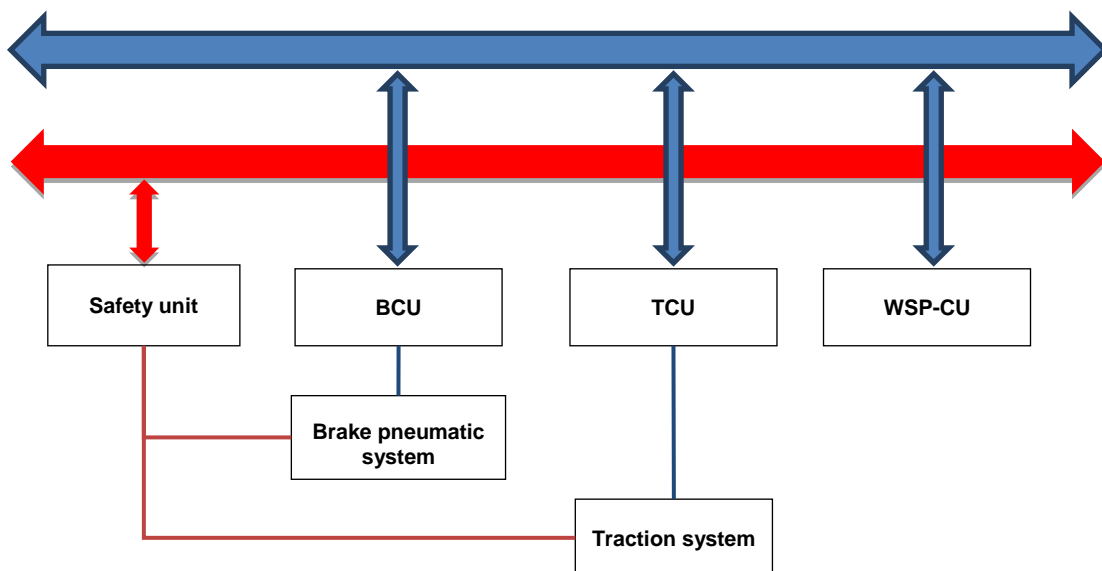 Safety unit
BCU
TCU
WSP-CU
Brake pneumatic
system
Traction system